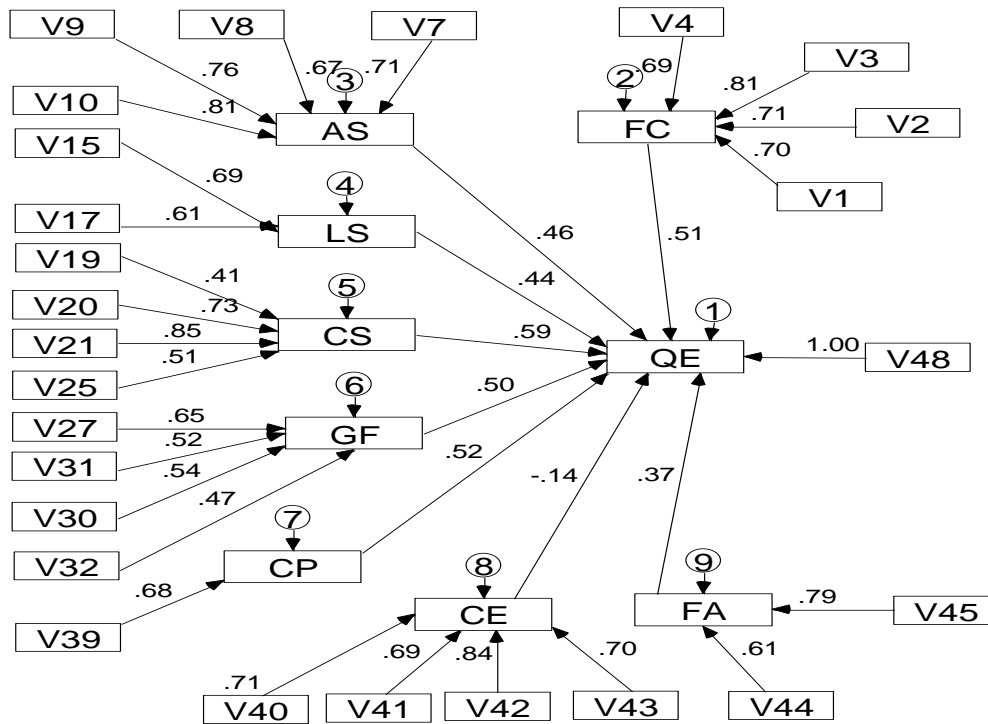 V9
V8
V7
V4
V3
.76
.67
3
.71
2
.69
.81
V10
.81
AS
FC
.71
V2
V15
.70
.69
4
V1
V17
.61
LS
.46
.51
V19
.41
.44
V20
.73
5
1
V21
.85
CS
.59
QE
1.00
V48
V25
.51
6
.50
V27
.65
GF
V31
.52
.52
.54
-.14
.37
V30
.47
7
V32
CP
8
9
.68
CE
FA
.79
V45
V39
.69
.84
.70
.61
.71
V40
V41
V42
V43
V44